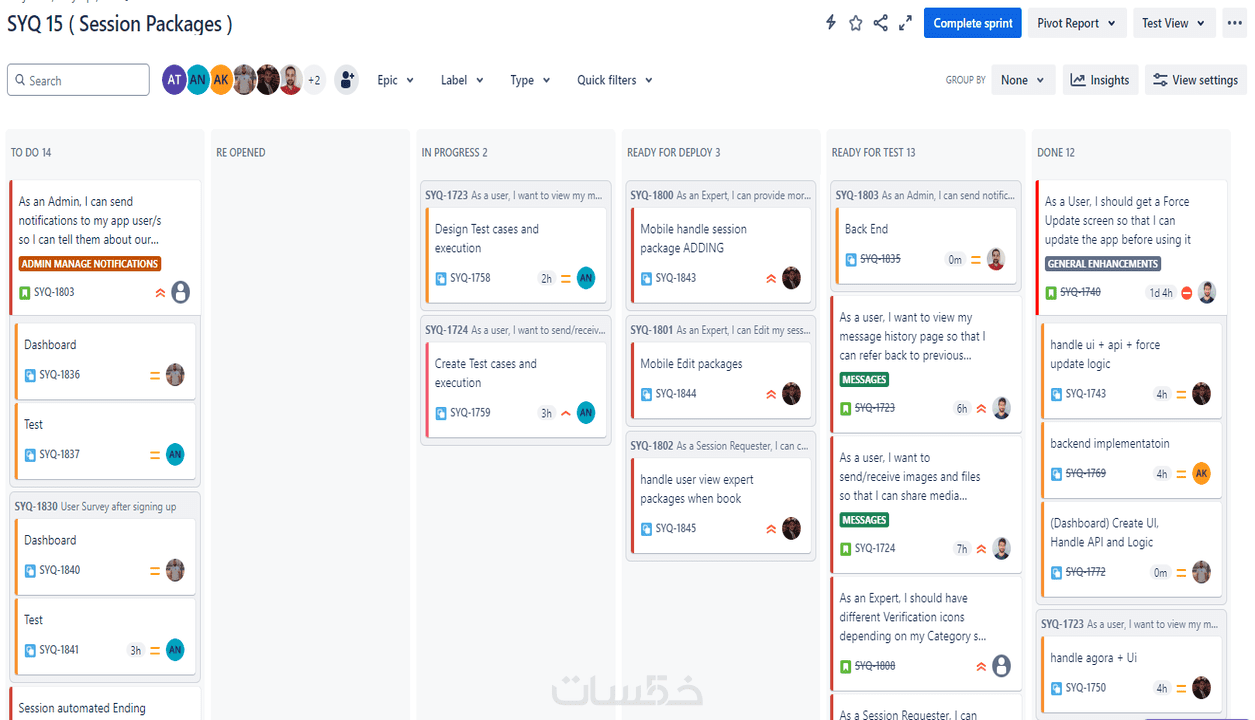 SYQ 15 ( Session Packages )
Complete sprint
Pivot Report
Test View
Search
AT
AN
AK
+2
Epic
Label
Type
Quick filters
GROUP BY
None
Insights
View settings
TO DO 14
As an Admin, I can send
notifications to my app user/s
so I can tell them about our...
ADMIN MANAGE NOTIFICATIONS
SYQ-1803
Dashboard
SYQ-1836
Test
SYQ-1837
AN
SYQ-1830 User Survey after signing up
Dashboard
SYQ-1840
Test
SYQ-1841
3h
AN
Session automated Ending
RE OPENED
IN PROGRESS 2
SYQ-1723 As a user, I want to view my m...
Design Test cases and
execution
SYQ-1758
2h
AN
SYQ-1724 As a user, I want to send/receiv...
Create Test cases and
execution
SYQ-1759
3h
AN
READY FOR DEPLOY 3
SYQ-1800 As an Expert, I can provide mor...
Mobile handle session
package ADDING
SYQ-1843
SYQ-1801 As an Expert, I can Edit my sess...
Mobile Edit packages
SYQ-1844
SYQ-1802 As a Session Requester, I can c...
handle user view expert
packages when book
SYQ-1845
READY FOR TEST 13
SYQ-1803 As an Admin, I can send notific...
Back End
SYQ-1835
0m
As a user, I want to view my
message history page so that I
can refer back to previous...
MESSAGES
SYQ-1723
6h
As a user, I want to
send/receive images and files
so that I can share media...
MESSAGES
SYQ-1724
7h
As an Expert, I should have
different Verification icons
depending on my Category s...
SYQ-1808
As a Session Requester, I can
DONE 12
As a User, I should get a Force
Update screen so that I can
update the app before using it
GENERAL ENHANCEMENTS
SYQ-1740
1d 4h
handle ui + api + force
update logic
SYQ-1743
4h
backend implementatoin
SYQ-1769
4h
AK
(Dashboard) Create UI,
Handle API and Logic
SYQ-1772
0m
SYQ-1723 As a user, I want to view my m...
handle agora + Ui
SYQ-1750
4h
خمسات